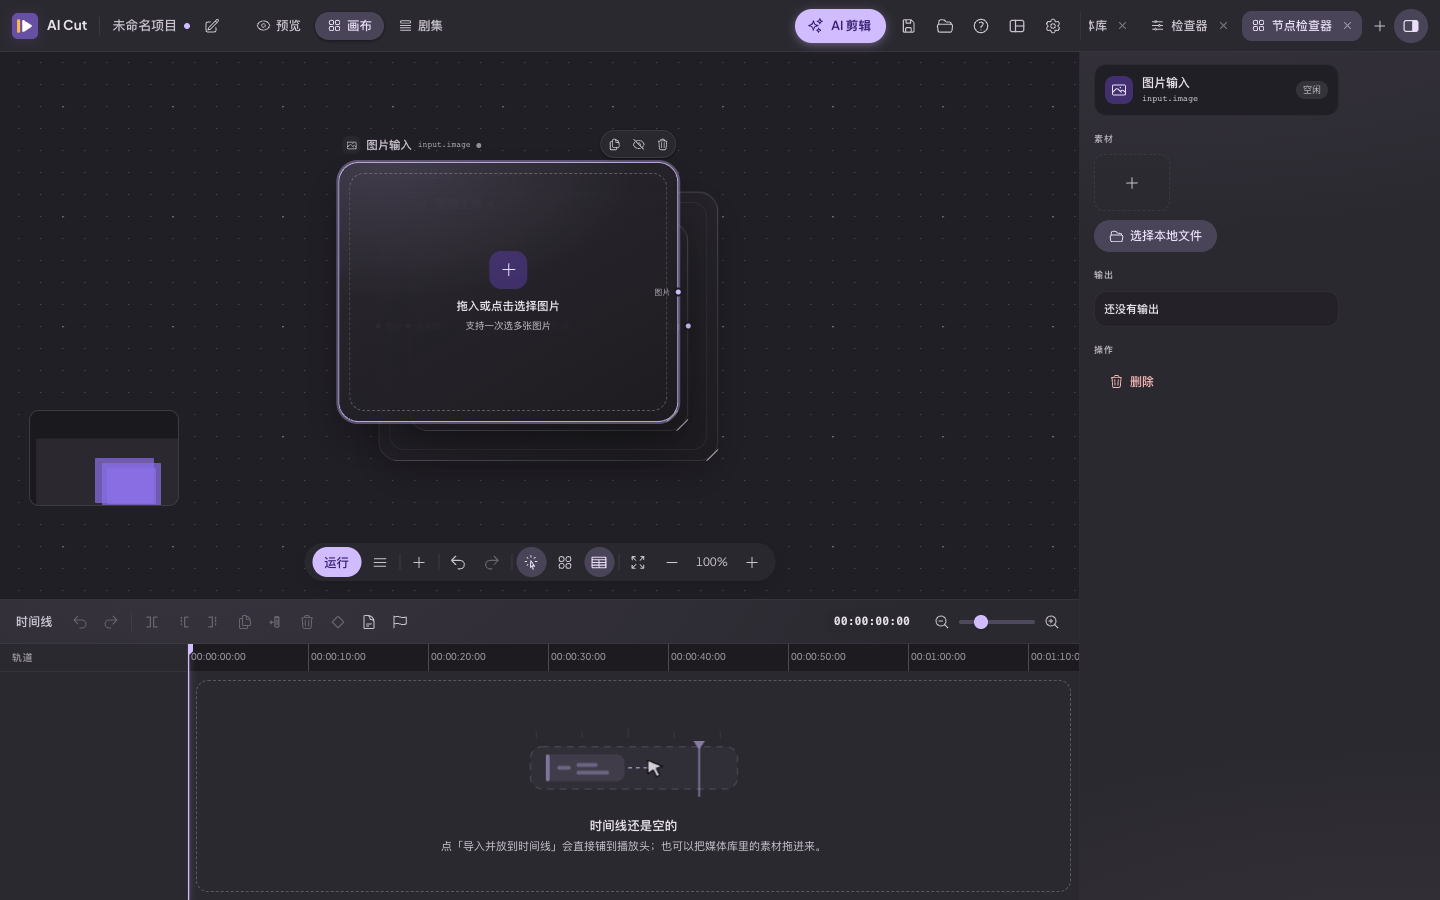 AI Cut
未命名项目
预览
画布
剧集
AI 剪辑
体库
检查器
节点检查器
图片输入
input.image
图片
拖入或点击选择图片
支持一次选多张图片
运行
100%
图片输入
input.image
空闲
素材
选择本地文件
输出
还没有输出
操作
删除
时间线
00:00:00:00
轨道
00:00:00:00
00:00:10:00
00:00:20:00
00:00:30:00
00:00:40:00
00:00:50:00
00:01:00:00
00:01:10:0
时间线还是空的
点「导入并放到时间线」会直接铺到播放头；也可以把媒体库里的素材拖进来。